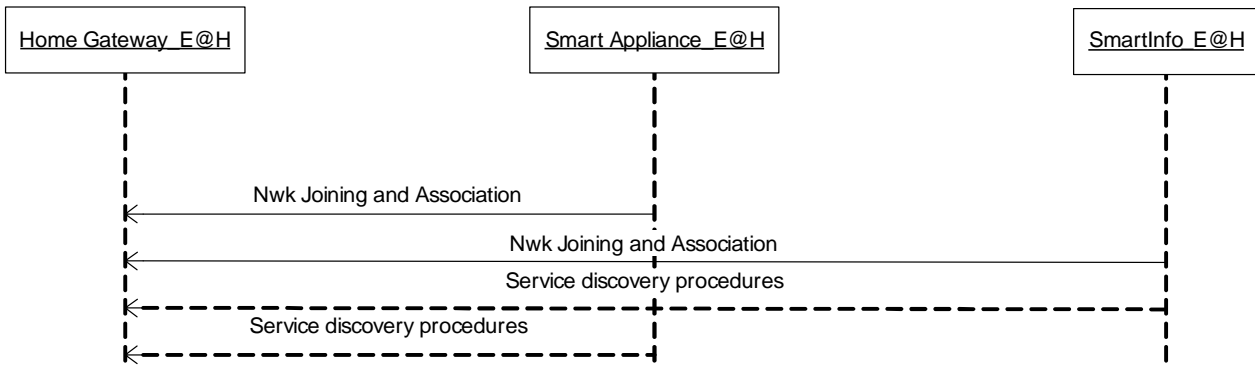 Home Gateway_E@H
Smart Appliance_E@H
SmartInfo_E@H
Nwk Joining and Association
Nwk Joining and Association
Service discovery procedures
Service discovery procedures